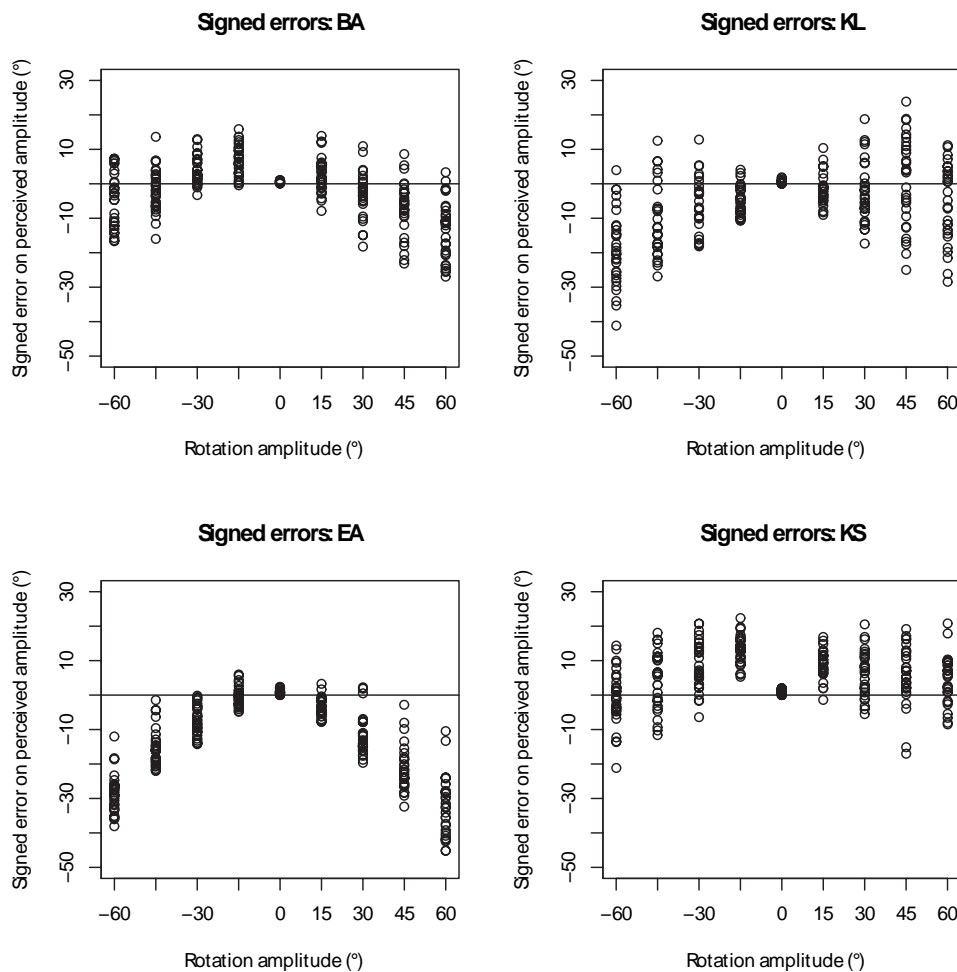 Signed errors: BA
Signed error on perceived amplitude (°)
30
10
−10
−30
−50
−60 −30 0 15 30 45 60
Rotation amplitude (°)
Signed errors: KL
Signed error on perceived amplitude (°)
30
10
−10
−30
−50
−60 −30 0 15 30 45 60
Rotation amplitude (°)
Signed errors: EA
Signed error on perceived amplitude (°)
30
10
−10
−30
−50
−60 −30 0 15 30 45 60
Rotation amplitude (°)
Signed errors: KS
Signed error on perceived amplitude (°)
30
10
−10
−30
−50
−60 −30 0 15 30 45 60
Rotation amplitude (°)